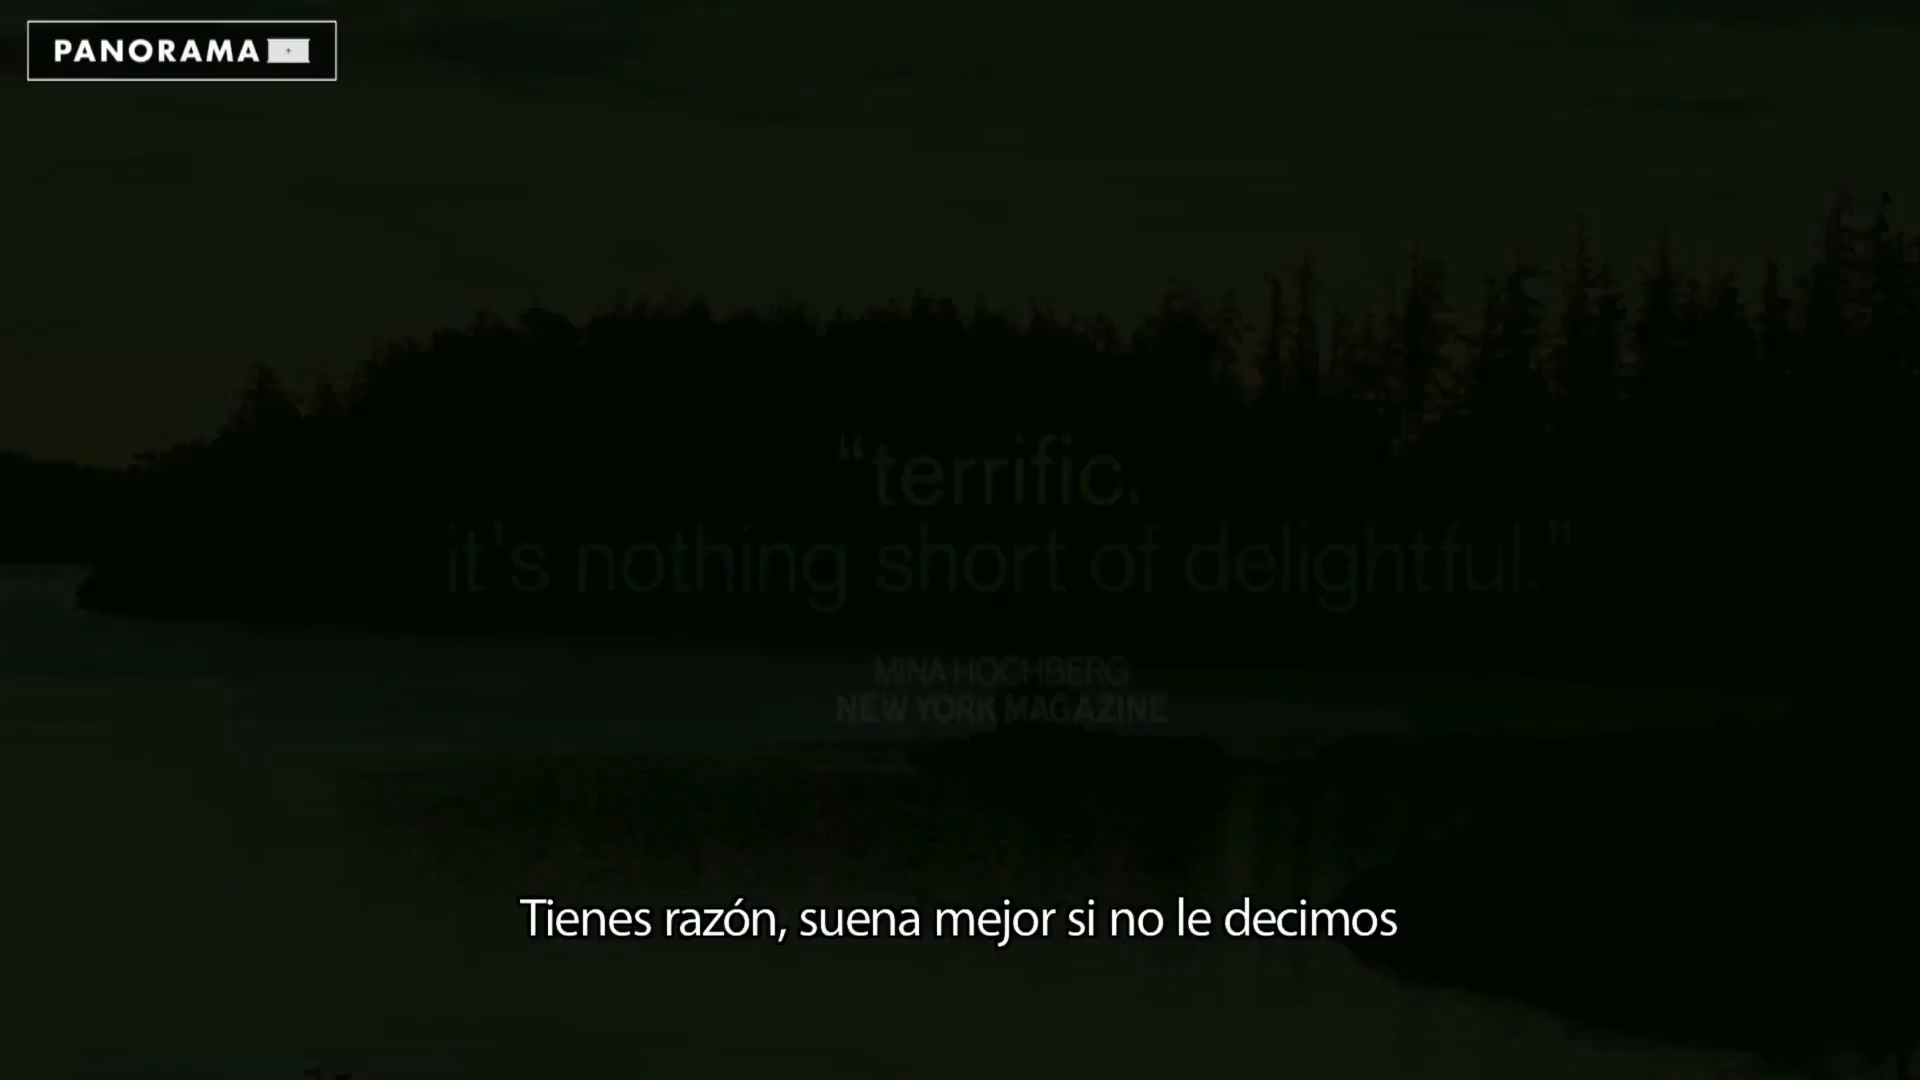 PANORAMA
“terrific.
it's nothing short of delightful.”
MINA HOCHBERG
NEW YORK MAGAZINE
Tienes razón, suena mejor si no le decimos